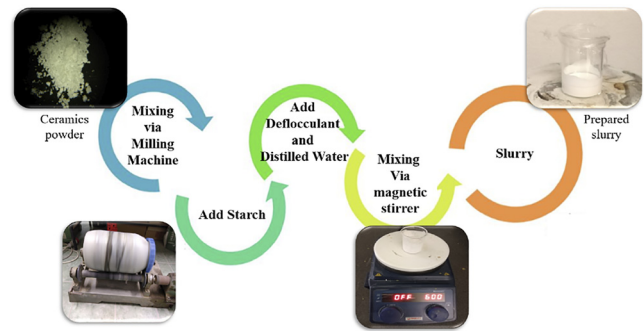 Ceramics
powder
Mixing
via
Milling
Machine
Add Starch
Add
Deflocculant
and
Distilled Water
Mixing
Via
magnetic
stirrer
OFF 600
Slurry
Prepared
slurry